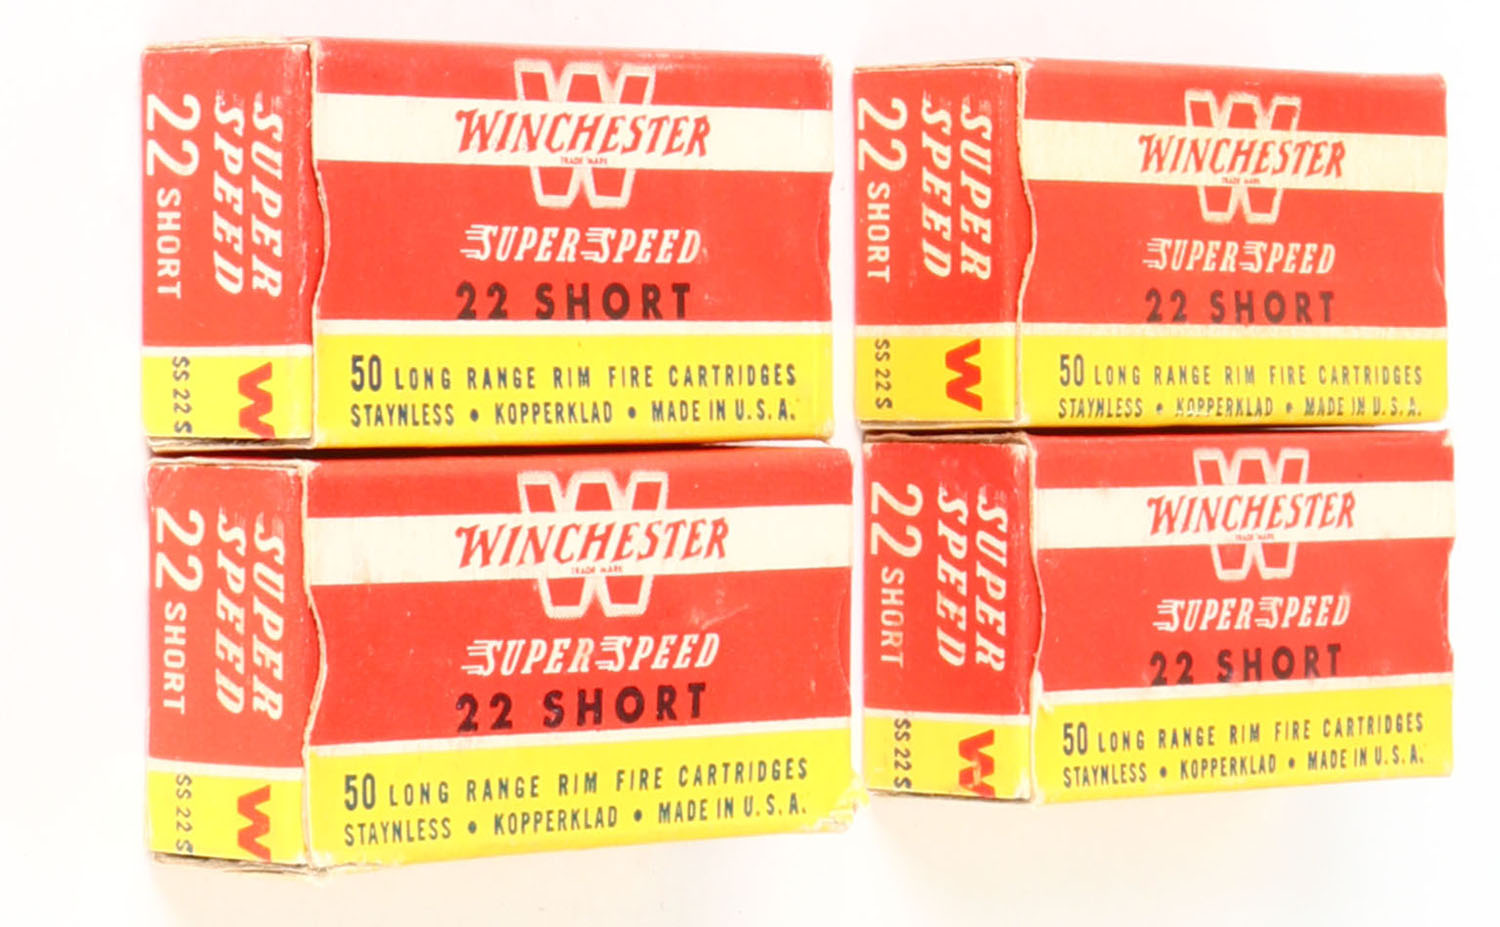 SUPER
SPEED
22 SHORT
SS 22 S
W
W
WINCHESTER
TRADE MARK
SUPER SPEED
22 SHORT
50 LONG RANGE RIM FIRE CARTRIDGES
STAYNLESS • KOPPERKLAD • MADE IN U.S.A.
SUPER
SPEED
22 SHORT
SS 22 S
W
W
WINCHESTER
TRADE MARK
SUPER SPEED
22 SHORT
50 LONG RANGE RIM FIRE CARTRIDGES
STAYNLESS • KOPPERKLAD • MADE IN U.S.A.
SUPER
SPEED
22 SHORT
SS 22 S
W
W
WINCHESTER
TRADE MARK
SUPER SPEED
22 SHORT
50 LONG RANGE RIM FIRE CARTRIDGES
STAYNLESS • KOPPERKLAD • MADE IN U.S.A.
SUPER
SPEED
22 SHORT
SS 22 S
W
W
WINCHESTER
TRADE MARK
SUPER SPEED
22 SHORT
50 LONG RANGE RIM FIRE CARTRIDGES
STAYNLESS • KOPPERKLAD • MADE IN U.S.A.